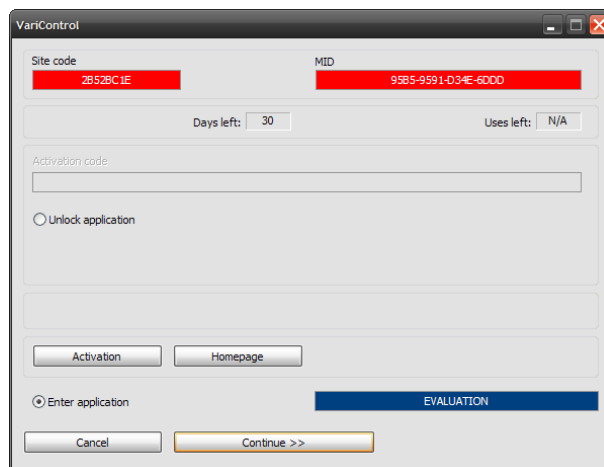 VariControl
Site code MID
2B52BC1E 95B5-9591-D34E-6DDD
Days left: 30 Uses left: N/A
Activation code
Unlock application
Activation Homepage
Enter application EVALUATION
Cancel Continue >>